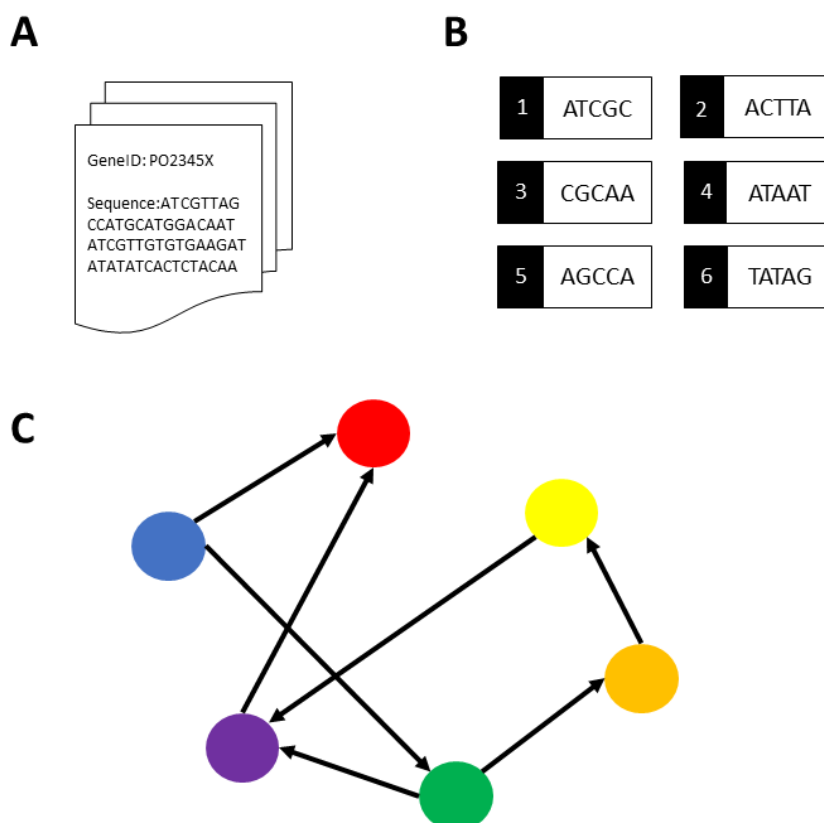 A
B
GeneID: PO2345X
Sequence:ATCGTTAG
CCATGCATGGACAAT
ATCGTTGTGTGAAGAT
ATATATCACTCTACAA
1 ATCGC
2 ACTTA
3 CGCAA
4 ATAAT
5 AGCCA
6 TATAG
C